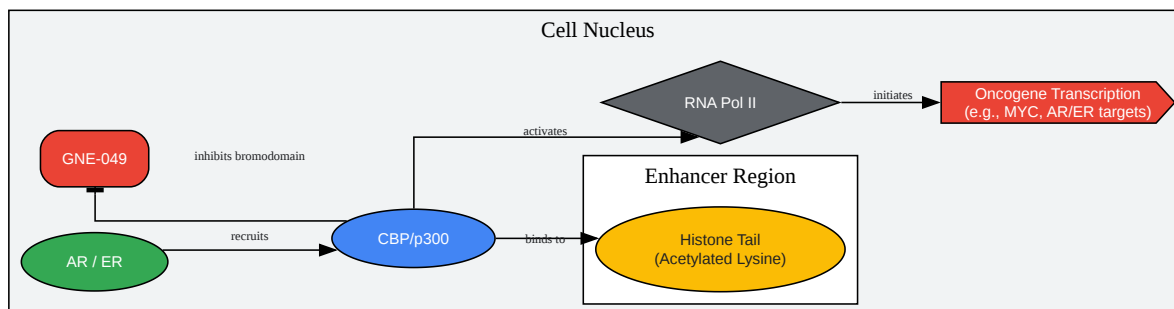 Cell Nucleus
RNA Pol II
initiates
Oncogene Transcription
(e.g., MYC, AR/ER targets)
activates
GNE-049
inhibits bromodomain
Enhancer Region
AR / ER
recruits
CBP/p300
binds to
Histone Tail
(Acetylated Lysine)